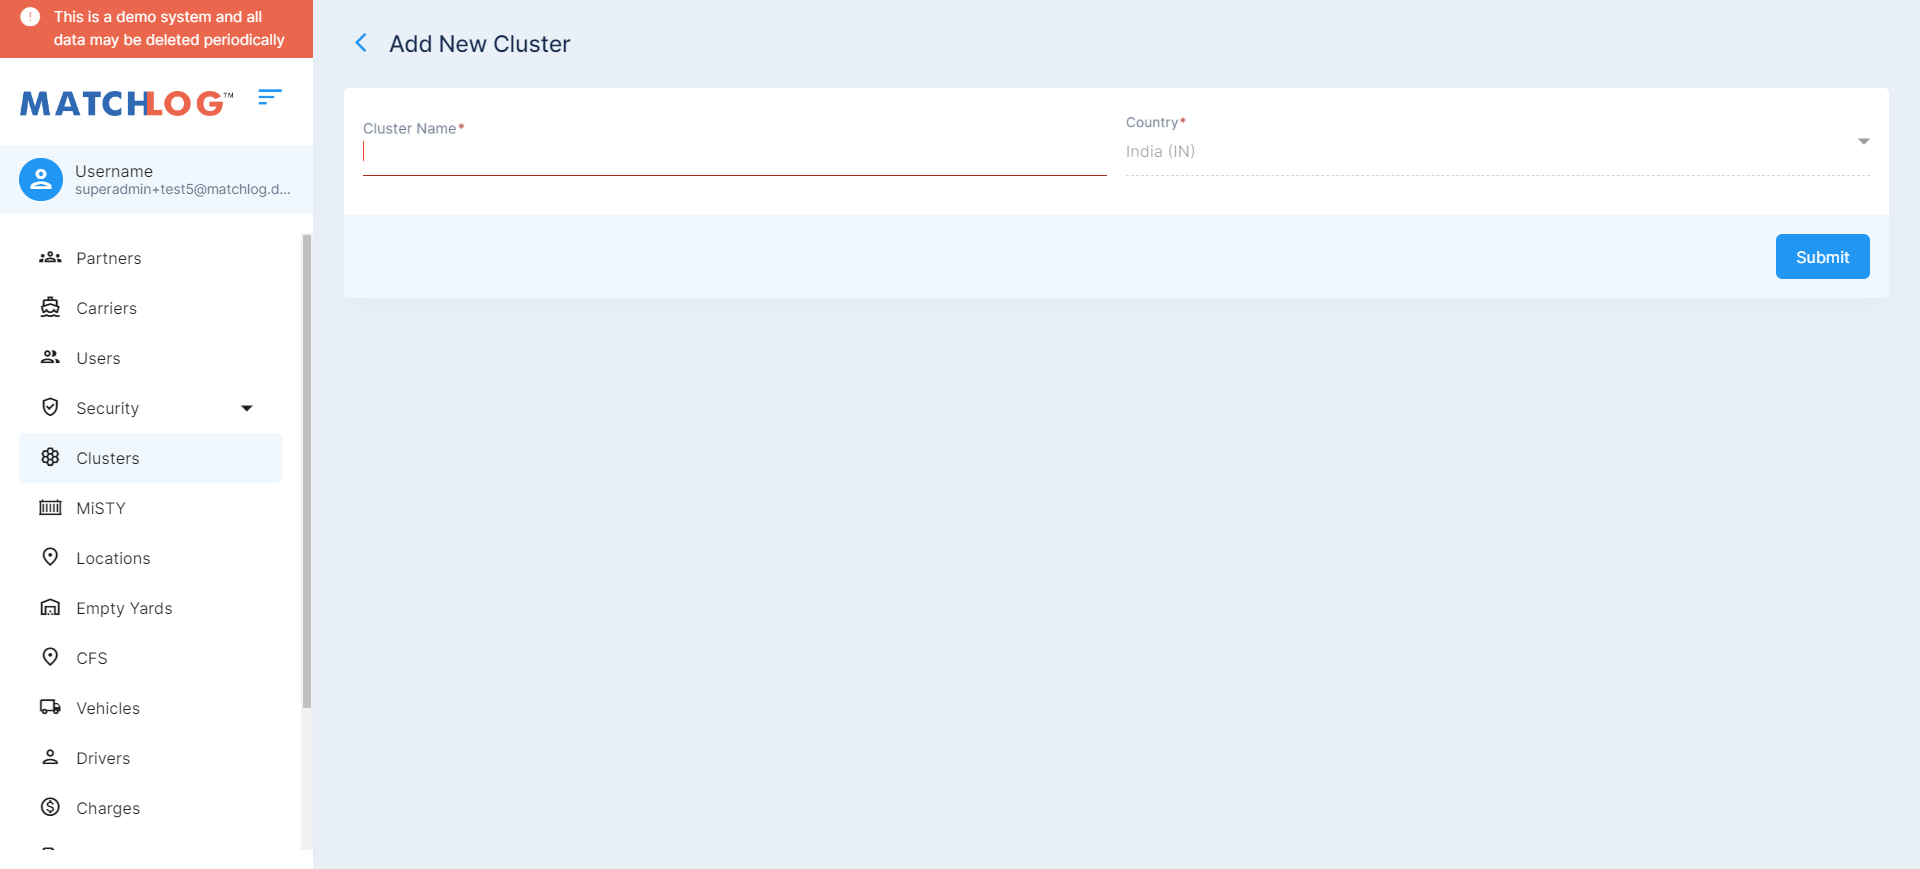 This is a demo system and all
data may be deleted periodically
MATCHLOG™
Username
superadmin+test5@matchlog.d...
Partners
Carriers
Users
Security
Clusters
MiSTY
Locations
Empty Yards
CFS
Vehicles
Drivers
Charges
Add New Cluster
Cluster Name*
Country*
India (IN)
Submit